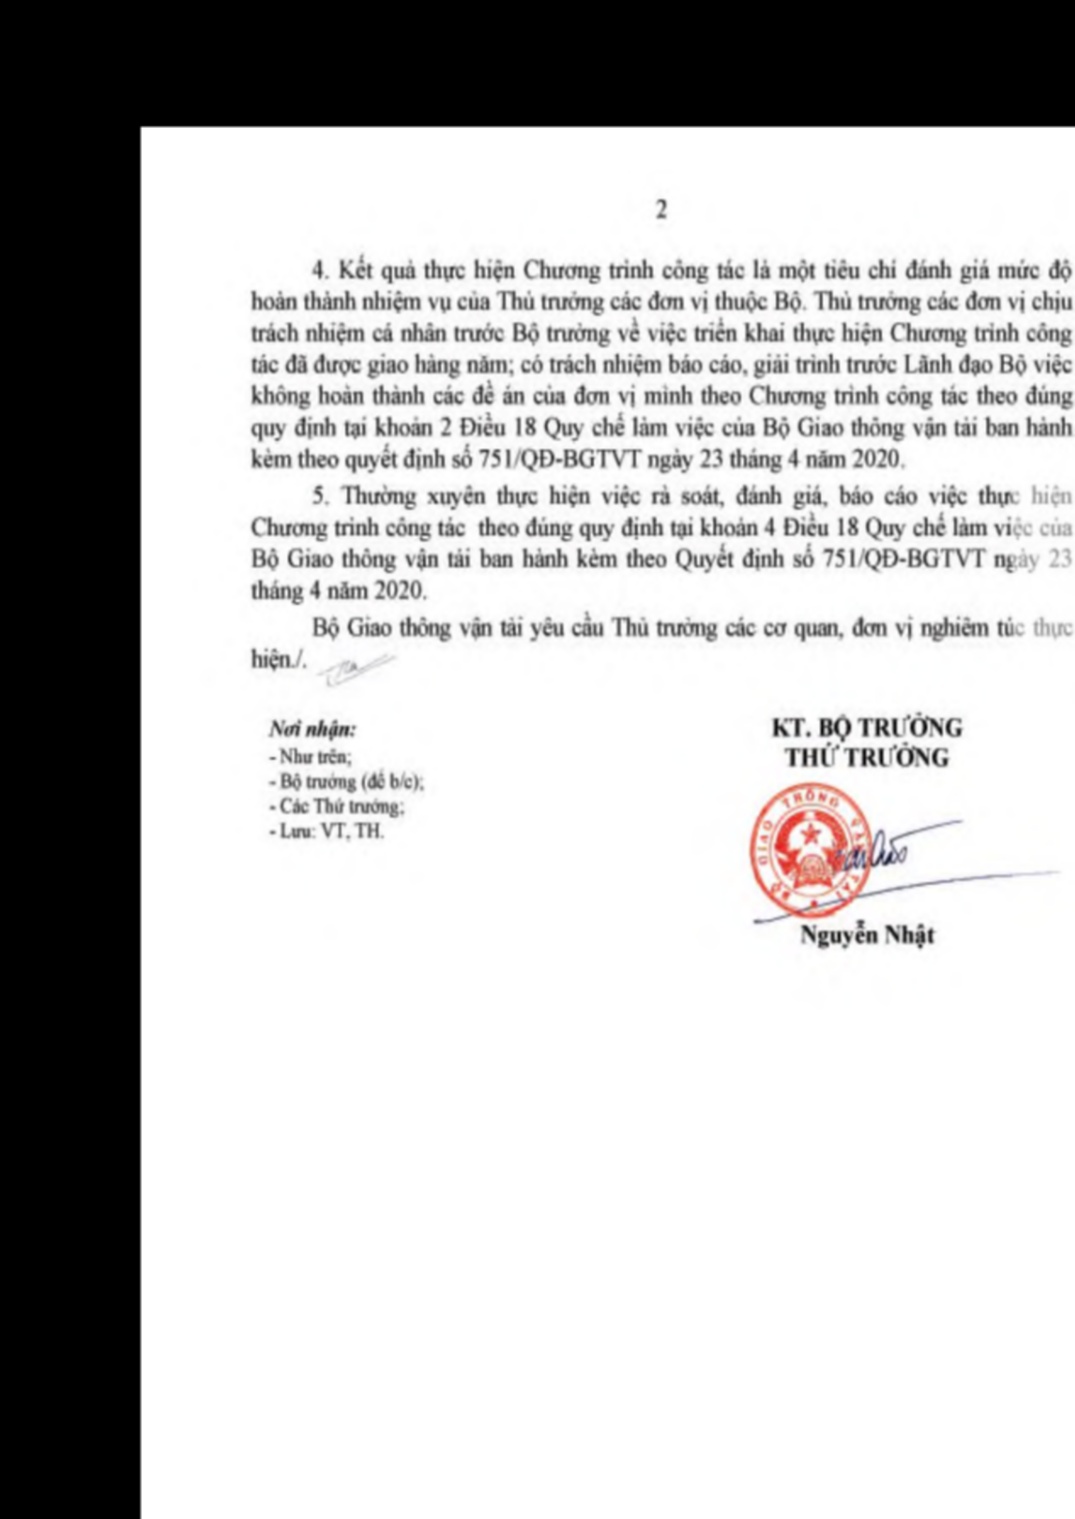 2
4. Kết quả thực hiện Chương trình công tác là một tiêu chí đánh giá mức độ
hoàn thành nhiệm vụ của Thủ trưởng các đơn vị thuộc Bộ. Thủ trưởng các đơn vị chịu
trách nhiệm cá nhân trước Bộ trưởng về việc triển khai thực hiện Chương trình công
tác đã được giao hàng năm; có trách nhiệm báo cáo, giải trình trước Lãnh đạo Bộ việc
không hoàn thành các đề án của đơn vị mình theo Chương trình công tác theo đúng
quy định tại khoản 2 Điều 18 Quy chế làm việc của Bộ Giao thông vận tải ban hành
kèm theo quyết định số 751/QĐ-BGTVT ngày 23 tháng 4 năm 2020.
5. Thường xuyên thực hiện việc rà soát, đánh giá, báo cáo việc thực hiện
Chương trình công tác theo đúng quy định tại khoản 4 Điều 18 Quy chế làm việc của
Bộ Giao thông vận tải ban hành kèm theo Quyết định số 751/QĐ-BGTVT ngày 23
tháng 4 năm 2020.
Bộ Giao thông vận tải yêu cầu Thủ trưởng các cơ quan, đơn vị nghiêm túc thực
hiện./.
Nơi nhận:
- Như trên;
- Bộ trưởng (để b/c);
- Các Thứ trưởng;
- Lưu: VT, TH.
KT. BỘ TRƯỞNG
THỨ TRƯỞNG
BỘ GIAO THÔNG VẬN TẢI
Nguyễn Nhật